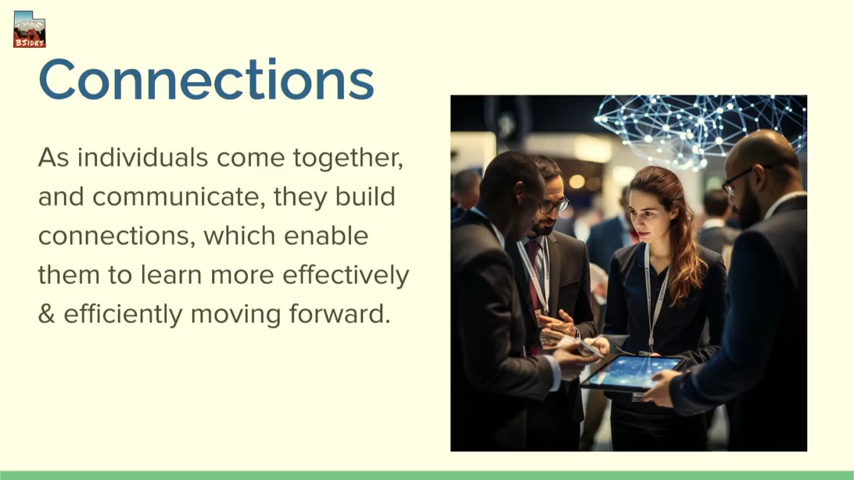 BSIDES
Connections
As individuals come together,
and communicate, they build
connections, which enable
them to learn more effectively
& efficiently moving forward.